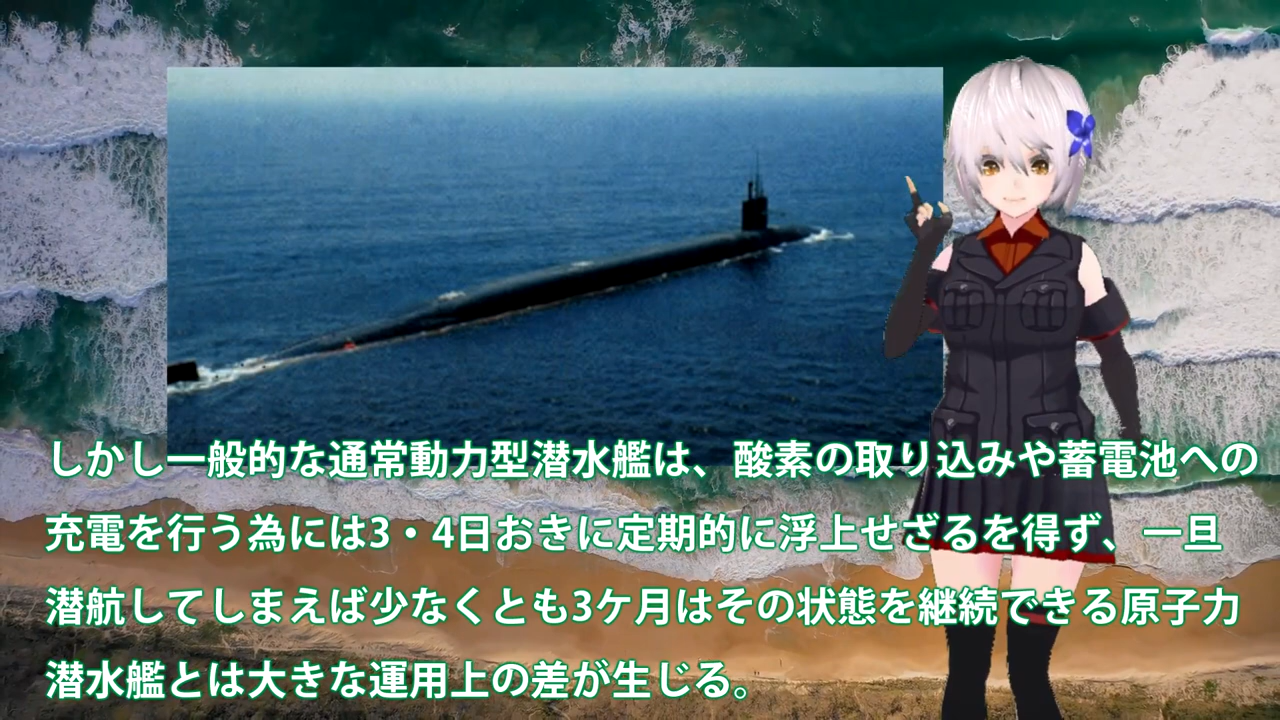 しかし一般的な通常動力型潜水艦は、酸素の取り込みや蓄電池への
充電を行う為には3・4日おきに定期的に浮上せざるを得ず、一旦
潜航してしまえば少なくとも3ケ月はその状態を継続できる原子力
潜水艦とは大きな運用上の差が生じる。